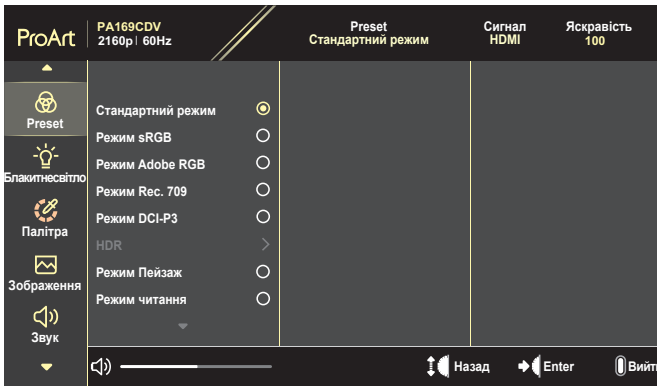 ProArt
PA169CDV
2160p | 60Hz
Preset
Стандартний режим
Сигнал
HDMI
Яскравість
100
Preset
Блакитнесвітло
Палітра
Зображення
Звук
Стандартний режим
Режим sRGB
Режим Adobe RGB
Режим Rec. 709
Режим DCI-P3
HDR
Режим Пейзаж
Режим читання
Назад
Enter
Вийти